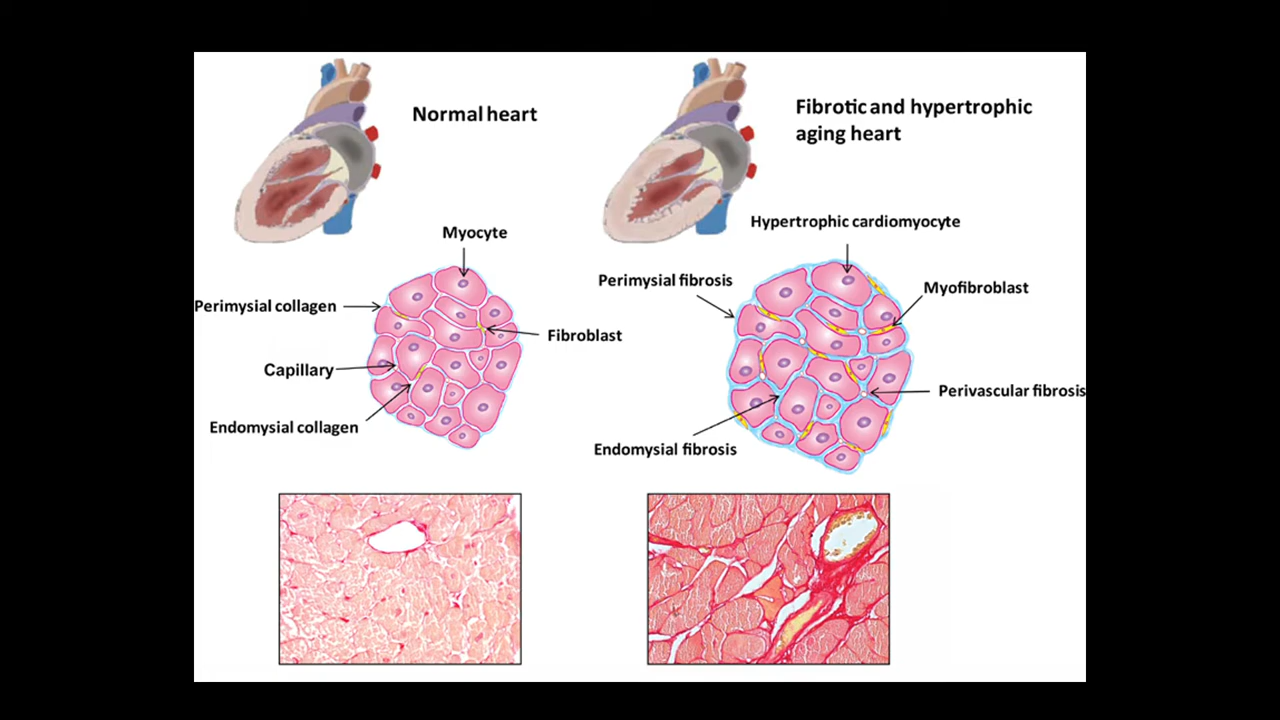 Normal heart
Fibrotic and hypertrophic
aging heart
Myocyte
Perimysial collagen
Fibroblast
Capillary
Endomysial collagen
Hypertrophic cardiomyocyte
Perimysial fibrosis
Myofibroblast
Perivascular fibrosis
Endomysial fibrosis